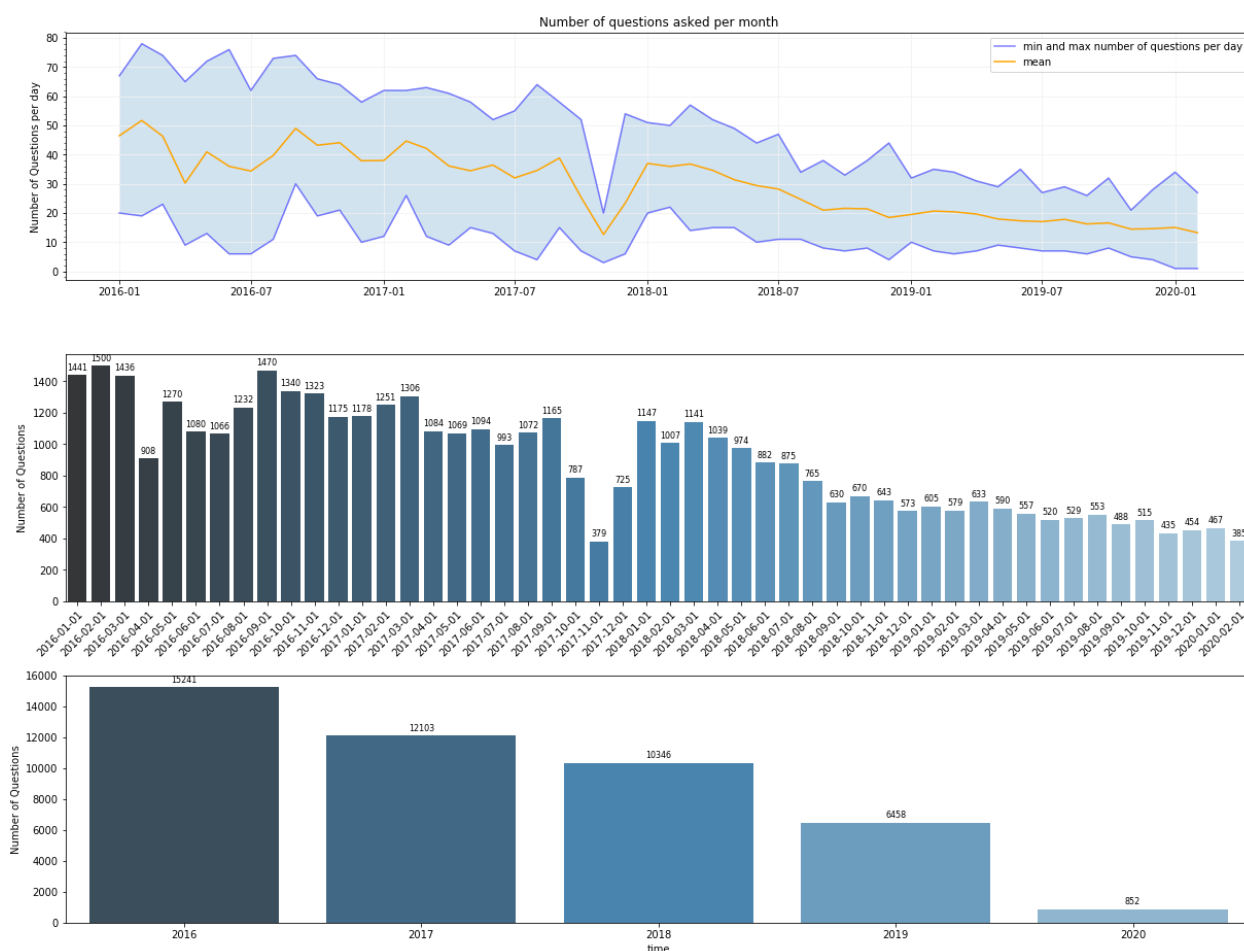 Number of questions asked per month
min and max number of questions per day
mean
Number of Questions per day
80
70
60
50
40
30
20
10
0
2016-01 2016-07 2017-01 2017-07 2018-01 2018-07 2019-01 2019-07 2020-01
Number of Questions
1400
1200
1000
800
600
400
200
0
1441 1500 1436 908 1270 1080 1066 1232 1470 1340 1323 1175 1178 1251 1306 1084 1069 1094 993 1072 1165 787 379 725 1147 1007 1141 1039 974 882 875 765 630 670 643 573 605 579 633 590 557 520 529 553 488 515 435 454 467 385
2016-01-01 2016-02-01 2016-03-01 2016-04-01 2016-05-01 2016-06-01 2016-07-01 2016-08-01 2016-09-01 2016-10-01 2016-11-01 2016-12-01 2017-01-01 2017-02-01 2017-03-01 2017-04-01 2017-05-01 2017-06-01 2017-07-01 2017-08-01 2017-09-01 2017-10-01 2017-11-01 2017-12-01 2018-01-01 2018-02-01 2018-03-01 2018-04-01 2018-05-01 2018-06-01 2018-07-01 2018-08-01 2018-09-01 2018-10-01 2018-11-01 2018-12-01 2019-01-01 2019-02-01 2019-03-01 2019-04-01 2019-05-01 2019-06-01 2019-07-01 2019-08-01 2019-09-01 2019-10-01 2019-11-01 2019-12-01 2020-01-01 2020-02-01
Number of Questions
16000
14000
12000
10000
8000
6000
4000
2000
0
15241 12103 10346 6458 852
2016 2017 2018 2019 2020
time